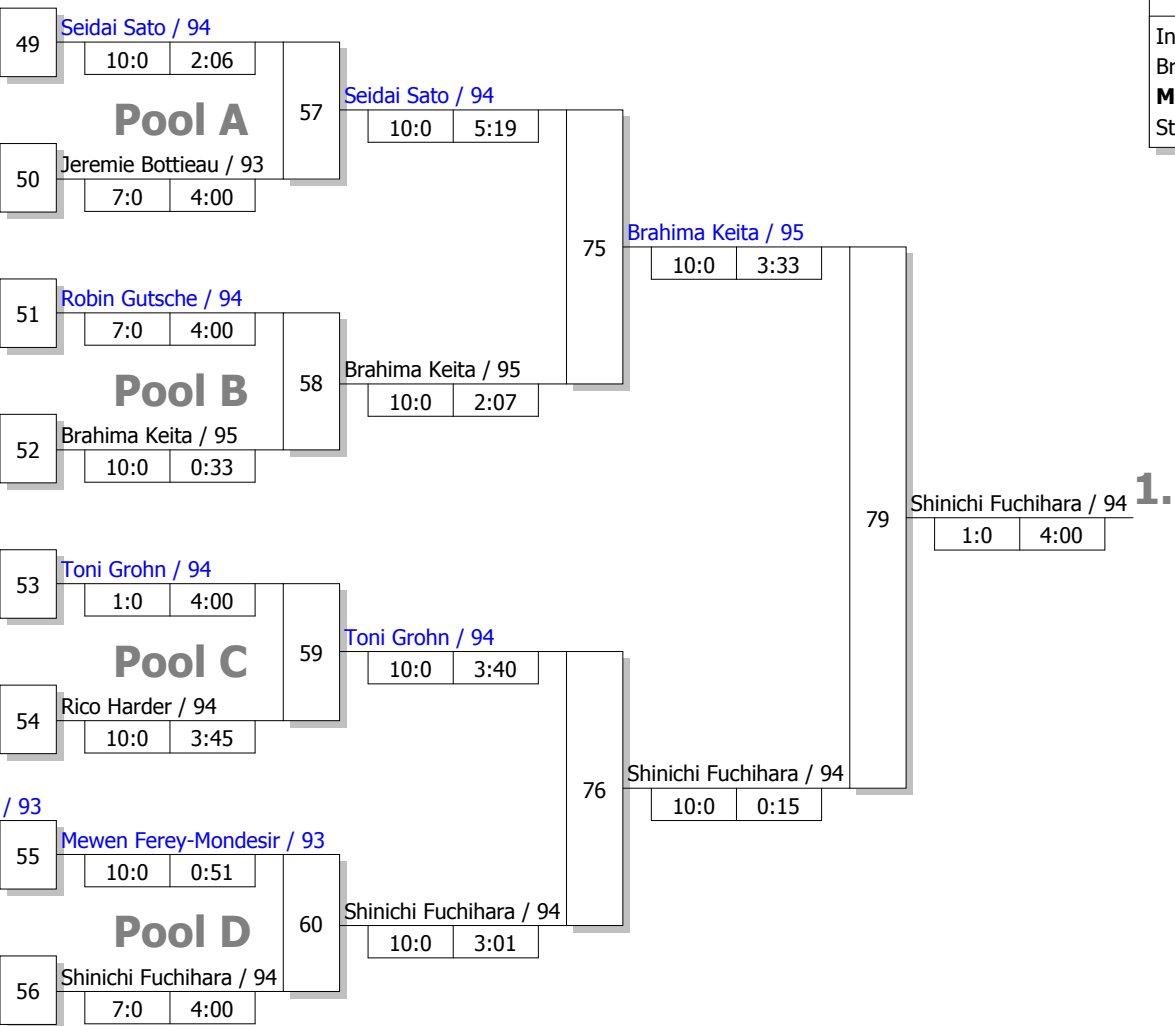 In
Br
M
St
49
Seidai Sato / 94
10:0 2:06
Pool A
57
Seidai Sato / 94
10:0 5:19
50
Jeremie Bottieau / 93
7:0 4:00
75
Brahima Keita / 95
10:0 3:33
51
Robin Gutsche / 94
7:0 4:00
Pool B
58
Brahima Keita / 95
10:0 2:07
52
Brahima Keita / 95
10:0 0:33
79
Shinichi Fuchihara / 94
1.
1:0 4:00
53
Toni Grohn / 94
1:0 4:00
Pool C
59
Toni Grohn / 94
10:0 3:40
54
Rico Harder / 94
10:0 3:45
76
Shinichi Fuchihara / 94
10:0 0:15
/ 93
55
Mewen Ferey-Mondesir / 93
10:0 0:51
Pool D
60
Shinichi Fuchihara / 94
10:0 3:01
56
Shinichi Fuchihara / 94
7:0 4:00